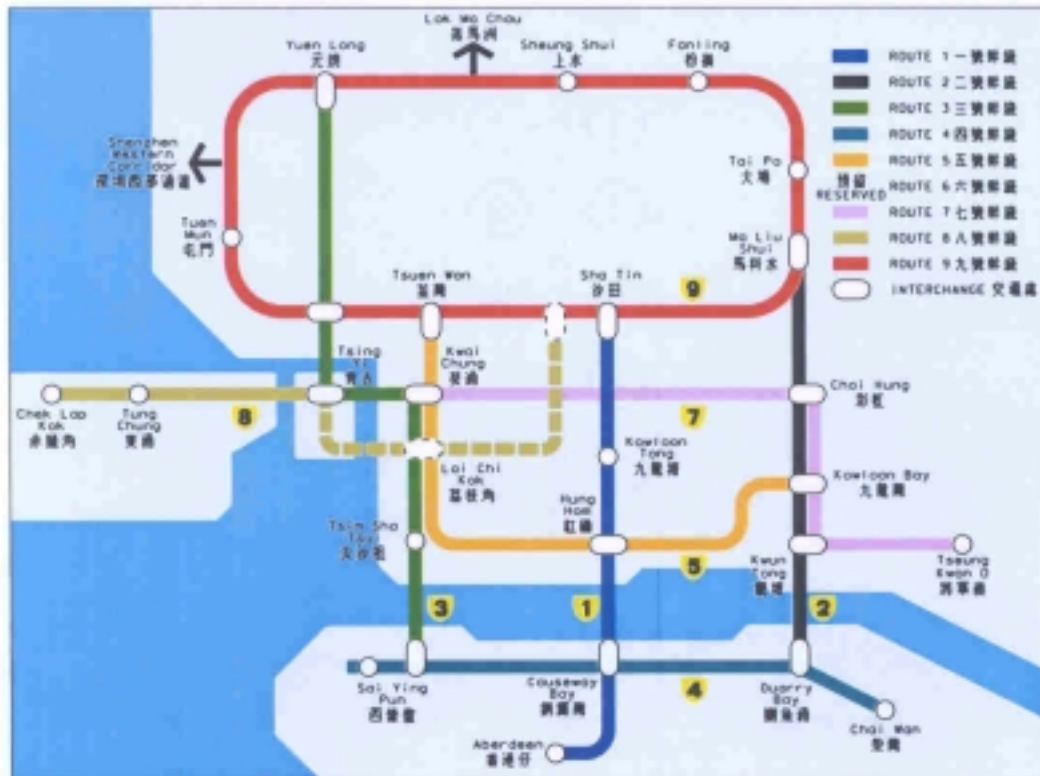 Lok Ma Chau
落馬洲
Yuen Long
元朗
Sheung Shui
上水
Fanling
粉嶺
ROUTE 1 一號幹線
ROUTE 2 二號幹線
ROUTE 3 三號幹線
ROUTE 4 四號幹線
ROUTE 5 五號幹線
預留
RESERVED
ROUTE 6 六號幹線
ROUTE 7 七號幹線
ROUTE 8 八號幹線
ROUTE 9 九號幹線
INTERCHANGE 交匯處
Shenzhen
Western
Corridor
深圳西部通道
Tai Po
大埔
Tuen
Mun
屯門
Ma Liu
Shui
馬料水
Tsuen Wan
荃灣
Sha Tin
沙田
9
Tsing
Yi
青衣
Kwai
Chung
葵涌
Choi Hung
彩虹
Chek Lap
Kok
赤鱲角
Tung
Chung
東涌
8
7
Kowloon
Tong
九龍塘
Lai Chi
Kok
荔枝角
Kowloon Bay
九龍灣
Hung
Hom
紅磡
Tsim Sha
Tsui
尖沙咀
Kwun
Tong
觀塘
Tseung
Kwan O
將軍澳
5
3
1
2
Sai Ying
Pun
西營盤
Causeway
Bay
銅鑼灣
4
Quarry
Bay
鰂魚涌
Chai Wan
柴灣
Aberdeen
香港仔